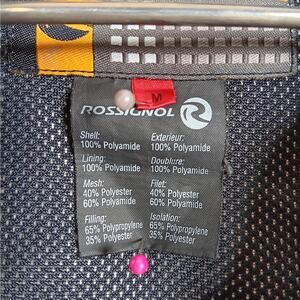 M
ROSSIGNOL
Shell: Exterieur:
100% Polyamide 100% Polyamide
Lining: Doublure:
100% Polyamide 100% Polyamide
Mesh: Filet:
40% Polyester 40% Polyester
60% Polyamide 60% Polyamide
Filling: Isolation:
65% Polypropylene 65% Polypropylene
35% Polyester 35% Polyester